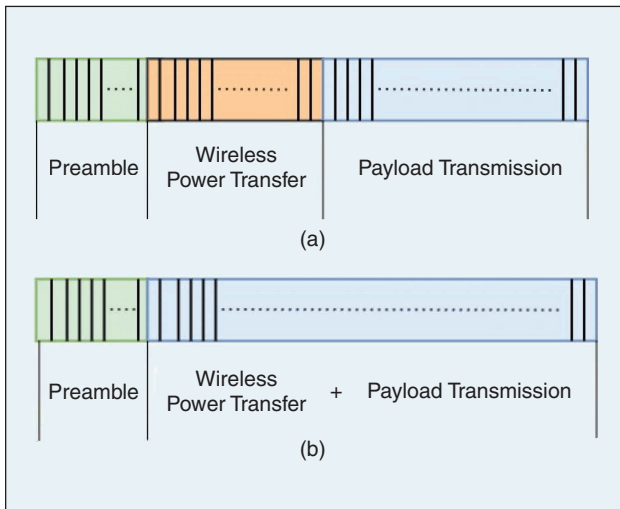 Preamble
Wireless
Power Transfer
Payload Transmission
(a)
Preamble
Wireless
Power Transfer
+
Payload Transmission
(b)